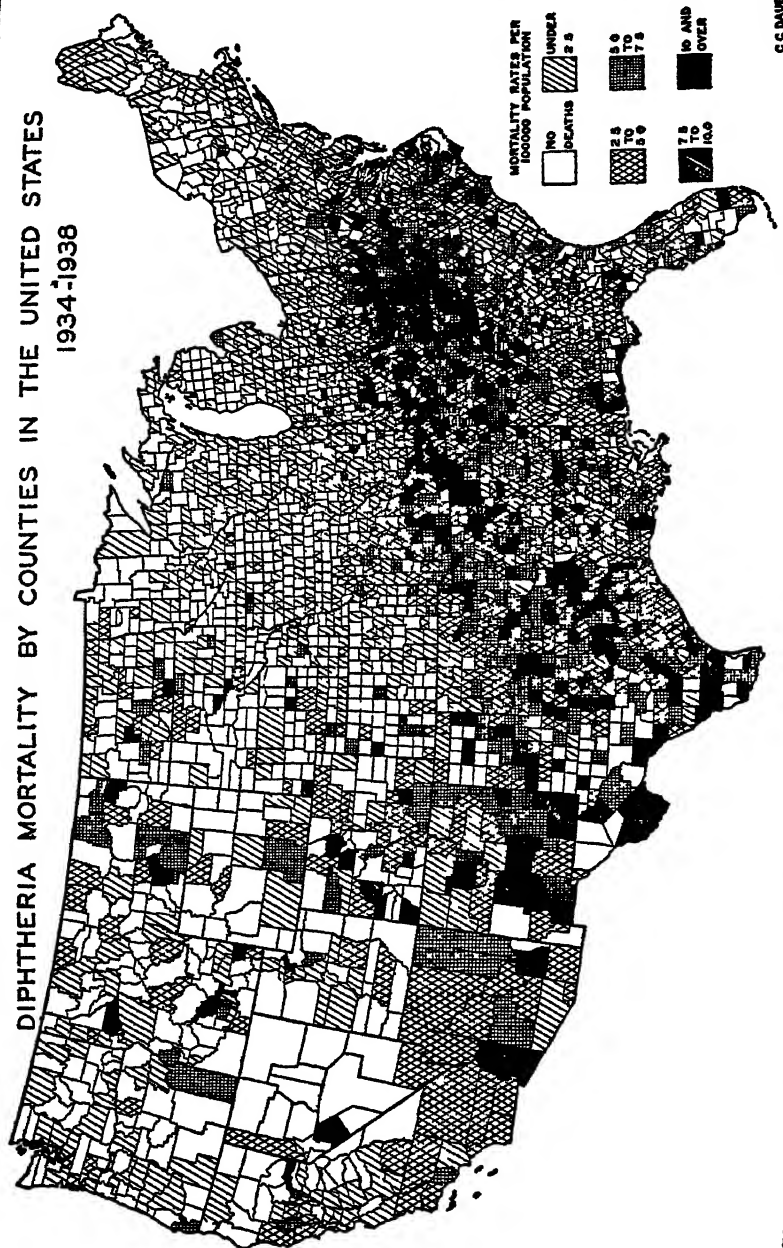 DIPHTHERIA MORTALITY BY COUNTIES IN THE UNITED STATES
1934-1938
MORTALITY RATES PER
100000 POPULATION
NO
DEATHS
UNDER
2 5
2 5
TO
5 0
5 0
TO
7 5
7 5
TO
10.0
10 AND
OVER